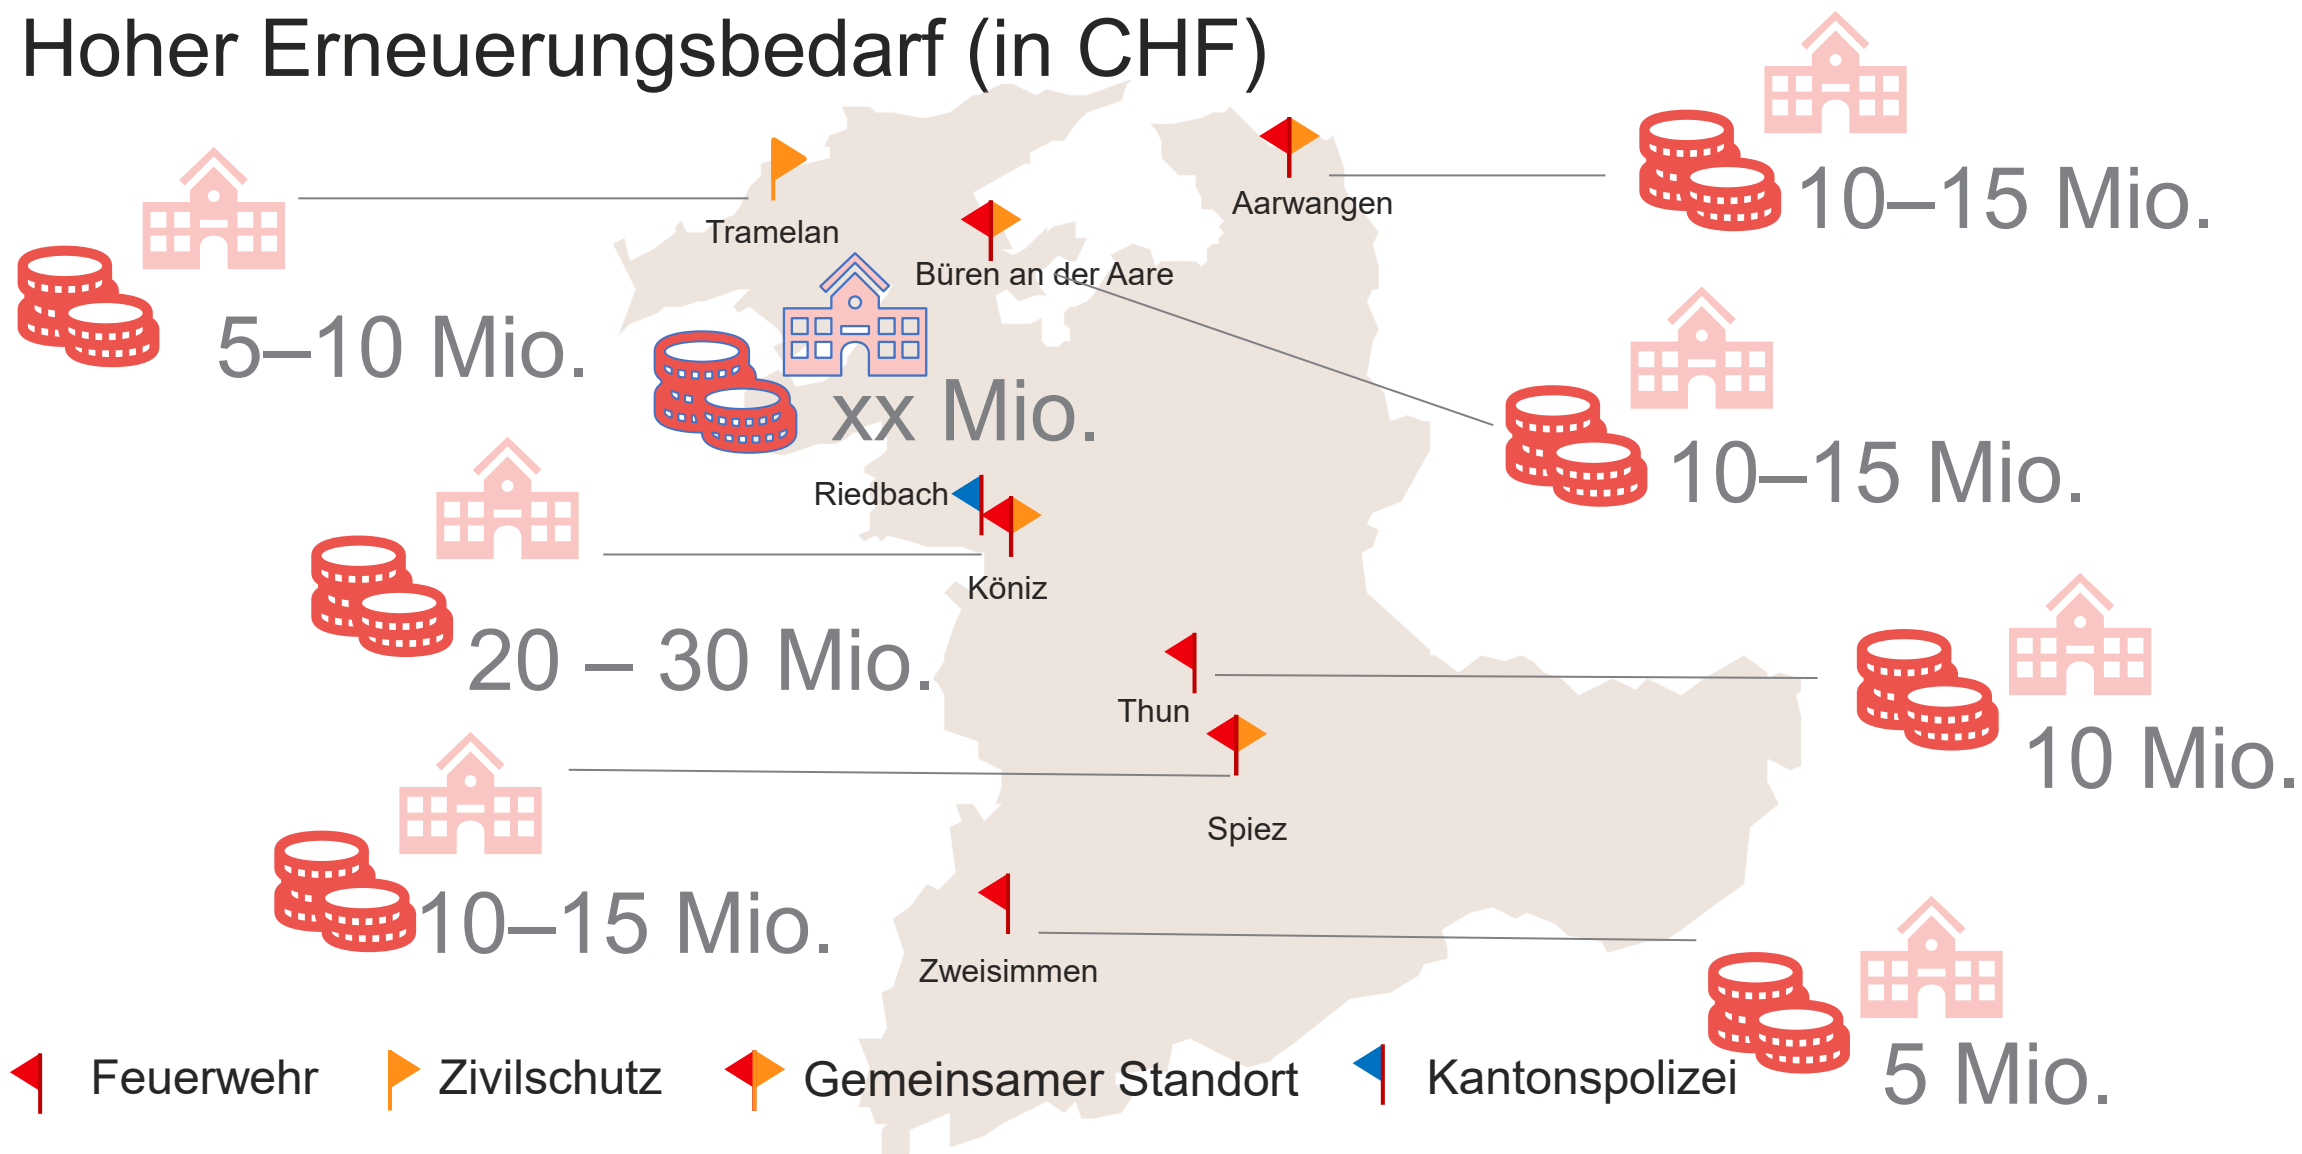 Hoher Erneuerungsbedarf (in CHF)
Aarwangen
10–15 Mio.
Tramelan
5–10 Mio.
Büren an der Aare
10–15 Mio.
xx Mio.
Riedbach
Köniz
20 – 30 Mio.
Thun
10 Mio.
Spiez
10–15 Mio.
Zweisimmen
5 Mio.
Feuerwehr
Zivilschutz
Gemeinsamer Standort
Kantonspolizei